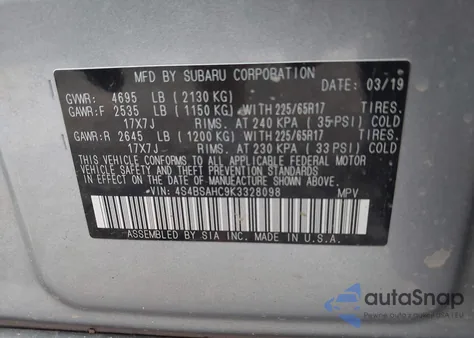 MFD BY SUBARU CORPORATION DATE: 03/19
GVWR: 4695 LB (2130 KG)
GAWR:F 2535 LB (1150 KG) WITH 225/65R17 TIRES.
17X7J RIMS. AT 240 KPA (35 PSI) COLD
GAWR:R 2645 LB (1200 KG) WITH 225/65R17 TIRES.
17X7J RIMS. AT 230 KPA (33 PSI) COLD
THIS VEHICLE CONFORMS TO ALL APPLICABLE FEDERAL MOTOR
VEHICLE SAFETY AND THEFT PREVENTION STANDARDS
IN EFFECT ON DATE OF MANUFACTURE SHOWN ABOVE.
VIN: 4S4BSAHC9K3328098 MPV
ASSEMBLED BY SIA INC. MADE IN U.S.A.
autoSnap